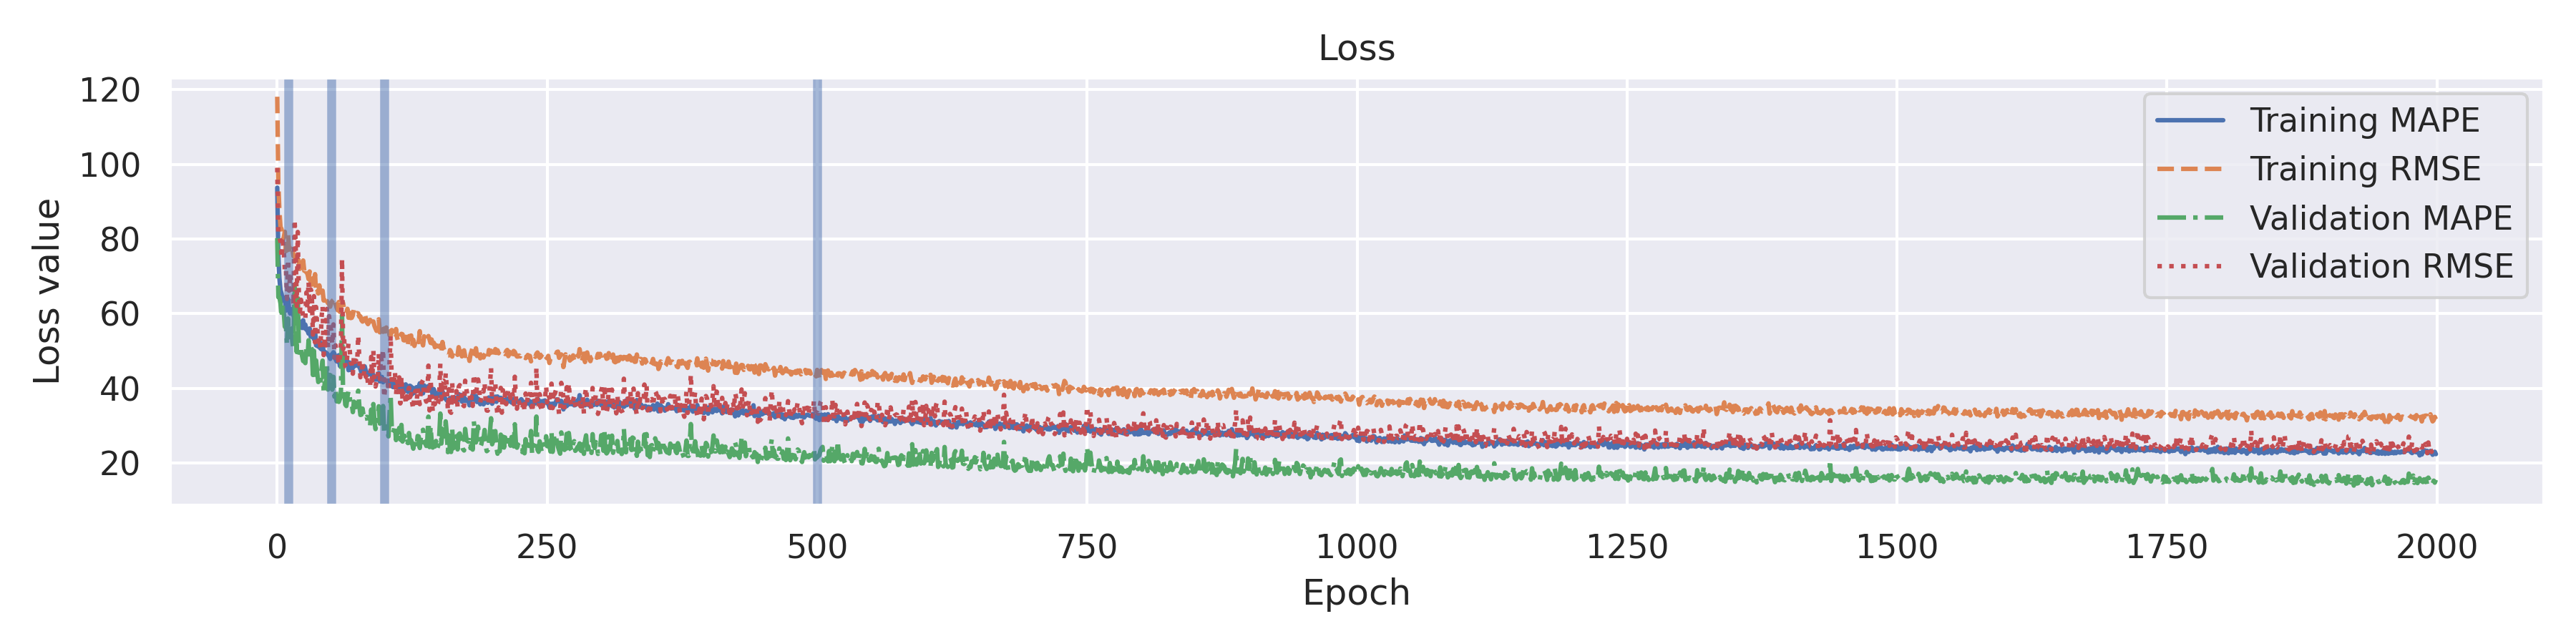 Loss
Loss value
120
100
80
60
40
20
Training MAPE
Training RMSE
Validation MAPE
Validation RMSE
0 250 500 750 1000 1250 1500 1750 2000
Epoch